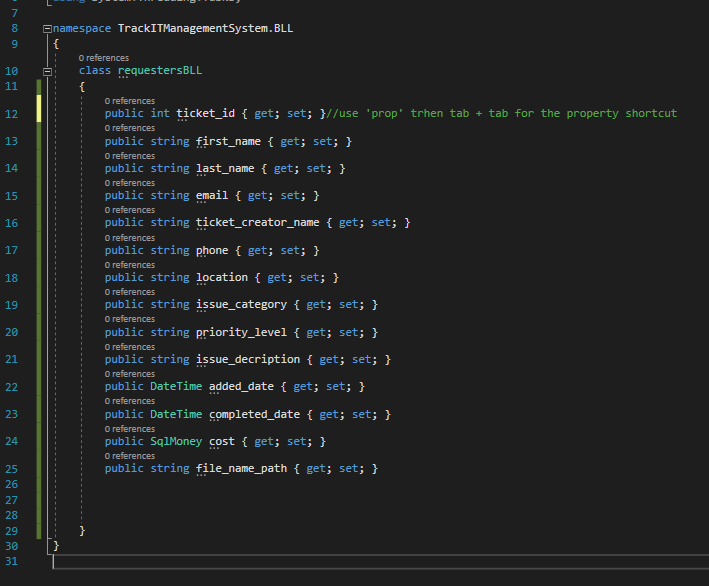 7
8 namespace TrackITManagementSystem.BLL
9 {
0 references
10 class requestersBLL
11 {
0 references
12 public int ticket_id { get; set; }//use 'prop' trhen tab + tab for the property shortcut
0 references
13 public string first_name { get; set; }
0 references
14 public string last_name { get; set; }
0 references
15 public string email { get; set; }
0 references
16 public string ticket_creator_name { get; set; }
0 references
17 public string phone { get; set; }
0 references
18 public string location { get; set; }
0 references
19 public string issue_category { get; set; }
0 references
20 public string priority_level { get; set; }
0 references
21 public string issue_decription { get; set; }
0 references
22 public DateTime added_date { get; set; }
0 references
23 public DateTime completed_date { get; set; }
0 references
24 public SqlMoney cost { get; set; }
0 references
25 public string file_name_path { get; set; }
26
27
28
29 }
30 }
31